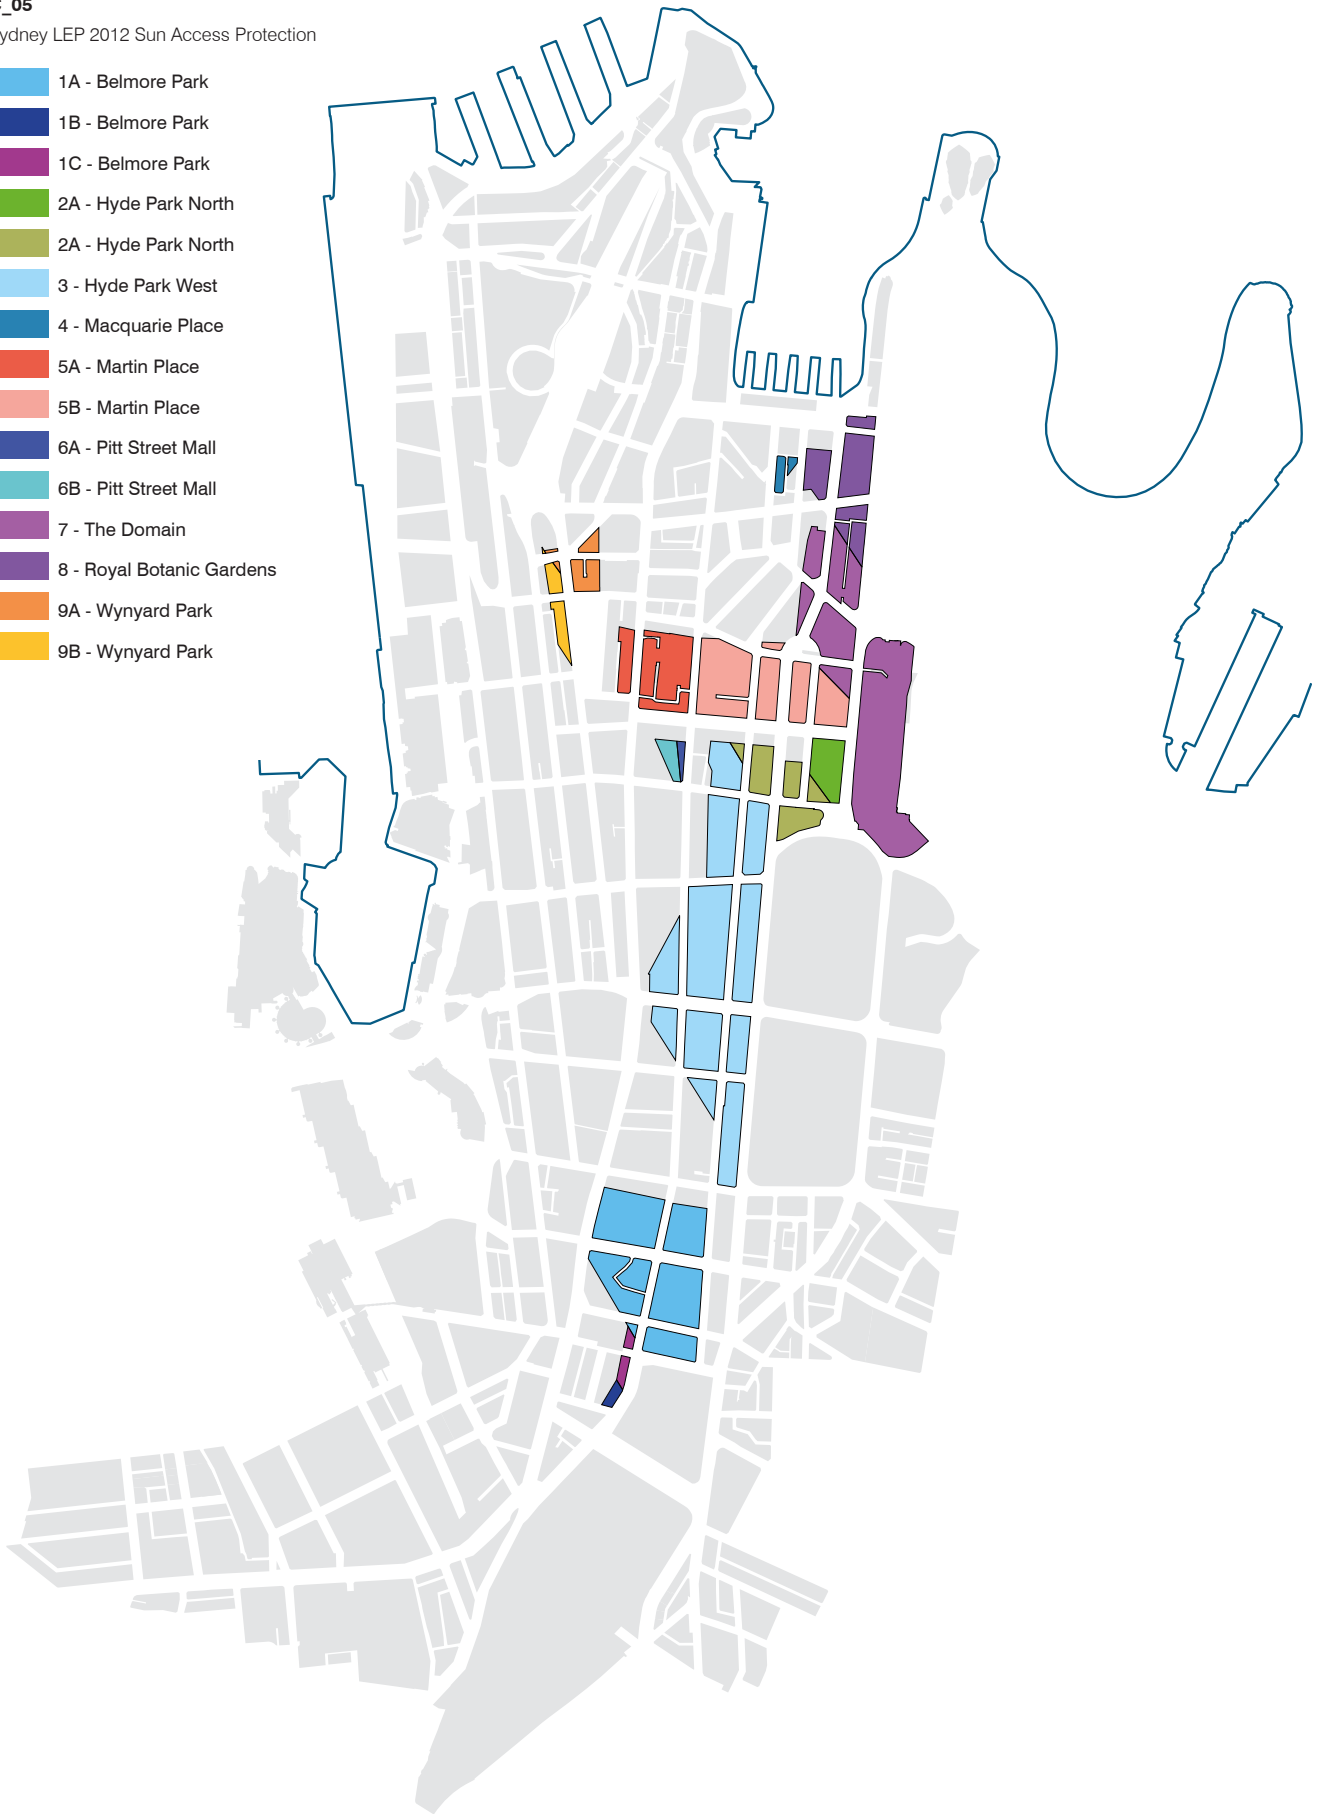 _05
ydney LEP 2012 Sun Access Protection
1A - Belmore Park
1B - Belmore Park
1C - Belmore Park
2A - Hyde Park North
2A - Hyde Park North
3 - Hyde Park West
4 - Macquarie Place
5A - Martin Place
5B - Martin Place
6A - Pitt Street Mall
6B - Pitt Street Mall
7 - The Domain
8 - Royal Botanic Gardens
9A - Wynyard Park
9B - Wynyard Park